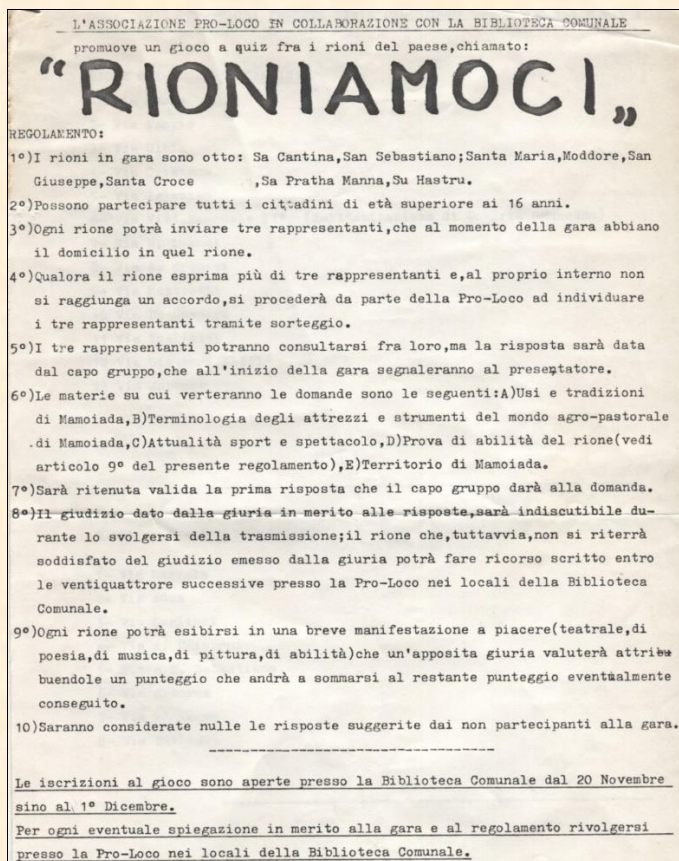 L'ASSOCIAZIONE PRO-LOCO IN COLLABORAZIONE CON LA BIBLIOTECA COMUNALE
promuove un gioco a quiz fra i rioni del paese,chiamato:
“RIONIAMOCI„
REGOLAMENTO:
1°)I rioni in gara sono otto: Sa Cantina,San Sebastiano;Santa Maria,Moddore,San
Giuseppe,Santa Croce ,Sa Pratha Manna,Su Hastru.
2°)Possono partecipare tutti i cittadini di età superiore ai 16 anni.
3°)Ogni rione potrà inviare tre rappresentanti,che al momento della gara abbiano
il domicilio in quel rione.
4°)Qualora il rione esprima più di tre rappresentanti e,al proprio interno non
si raggiunga un accordo,si procederà da parte della Pro-Loco ad individuare
i tre rappresentanti tramite sorteggio.
5°)I tre rappresentanti potranno consultarsi fra loro,ma la risposta sarà data
dal capo gruppo,che all'inizio della gara segnaleranno al presentatore.
6°)Le materie su cui verteranno le domande sono le seguenti:A)Usi e tradizioni
di Mamoiada,B)Terminologia degli attrezzi e strumenti del mondo agro-pastorale
di Mamoiada,C)Attualità sport e spettacolo,D)Prova di abilità del rione(vedi
articolo 9° del presente regolamento),E)Territorio di Mamoiada.
7°)Sarà ritenuta valida la prima risposta che il capo gruppo darà alla domanda.
8°)Il giudizio dato dalla giuria in merito alle risposte,sarà indiscutibile du-
rante lo svolgersi della trasmissione;il rione che,tuttavvia,non si riterrà
soddisfato del giudizio emesso dalla giuria potrà fare ricorso scritto entro
le ventiquattrore successive presso la Pro-Loco nei locali della Biblioteca
Comunale.
9°)Ogni rione potrà esibirsi in una breve manifestazione a piacere(teatrale,di
poesia,di musica,di pittura,di abilità)che un'apposita giuria valuterà attribu
buendole un punteggio che andrà a sommarsi al restante punteggio eventualmente
conseguito.
10)Saranno considerate nulle le risposte suggerite dai non partecipanti alla gara.
Le iscrizioni al gioco sono aperte presso la Biblioteca Comunale dal 20 Novembre
sino al 1° Dicembre.
Per ogni eventuale spiegazione in merito alla gara e al regolamento rivolgersi
presso la Pro-Loco nei locali della Biblioteca Comunale.